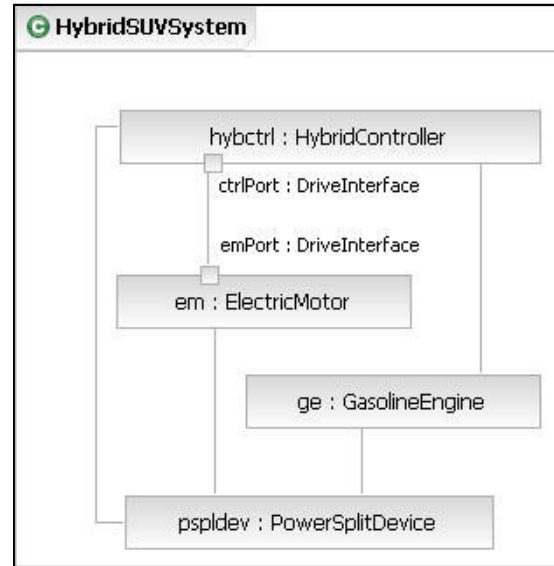 C HybridSUVSystem
hybctrl : HybridController
ctrlPort : DriveInterface
emPort : DriveInterface
em : ElectricMotor
ge : GasolineEngine
pspldev : PowerSplitDevice